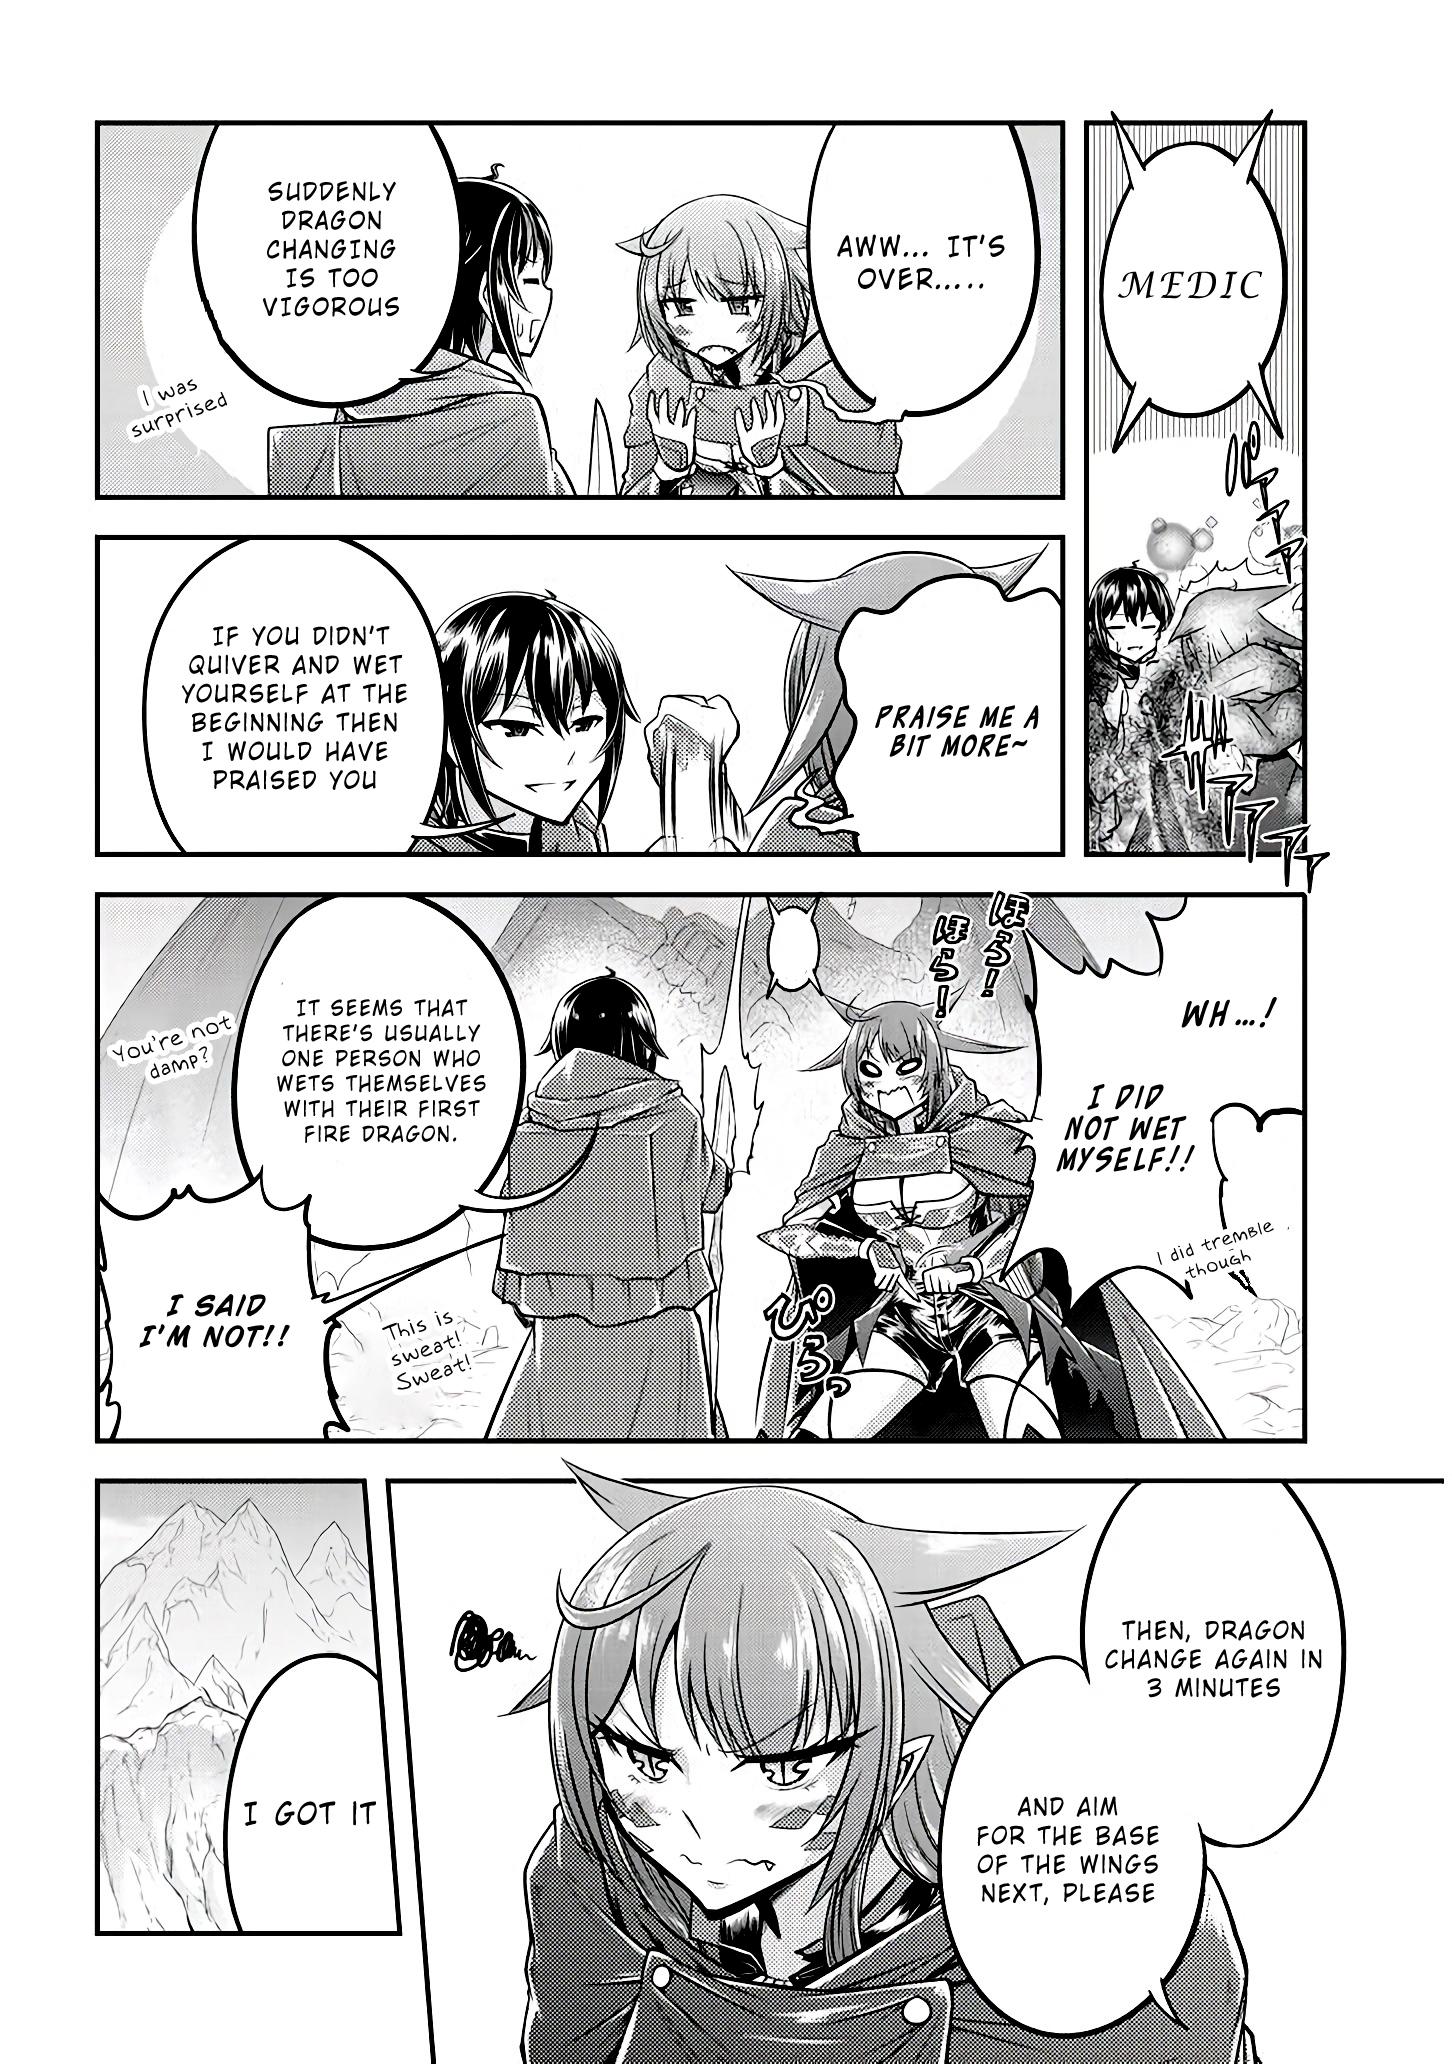 MEDIC
パァァ
AWW... IT'S
OVER.....
SUDDENLY
DRAGON
CHANGING
IS TOO
VIGOROUS
I was
surprised
PRAISE ME A
BIT MORE~
IF YOU DIDN'T
QUIVER AND WET
YOURSELF AT THE
BEGINNING THEN
I WOULD HAVE
PRAISED YOU
WH...!
I DID
NOT WET
MYSELF!!
I did tremble
though
ほら!
ほら!
ぴらっ
IT SEEMS THAT
THERE'S USUALLY
ONE PERSON WHO
WETS THEMSELVES
WITH THEIR FIRST
FIRE DRAGON.
You're not
damp?
This is
sweat!
Sweat!
I SAID
I'M NOT!!
THEN, DRAGON
CHANGE AGAIN IN
3 MINUTES
AND AIM
FOR THE BASE
OF THE WINGS
NEXT, PLEASE
I GOT IT